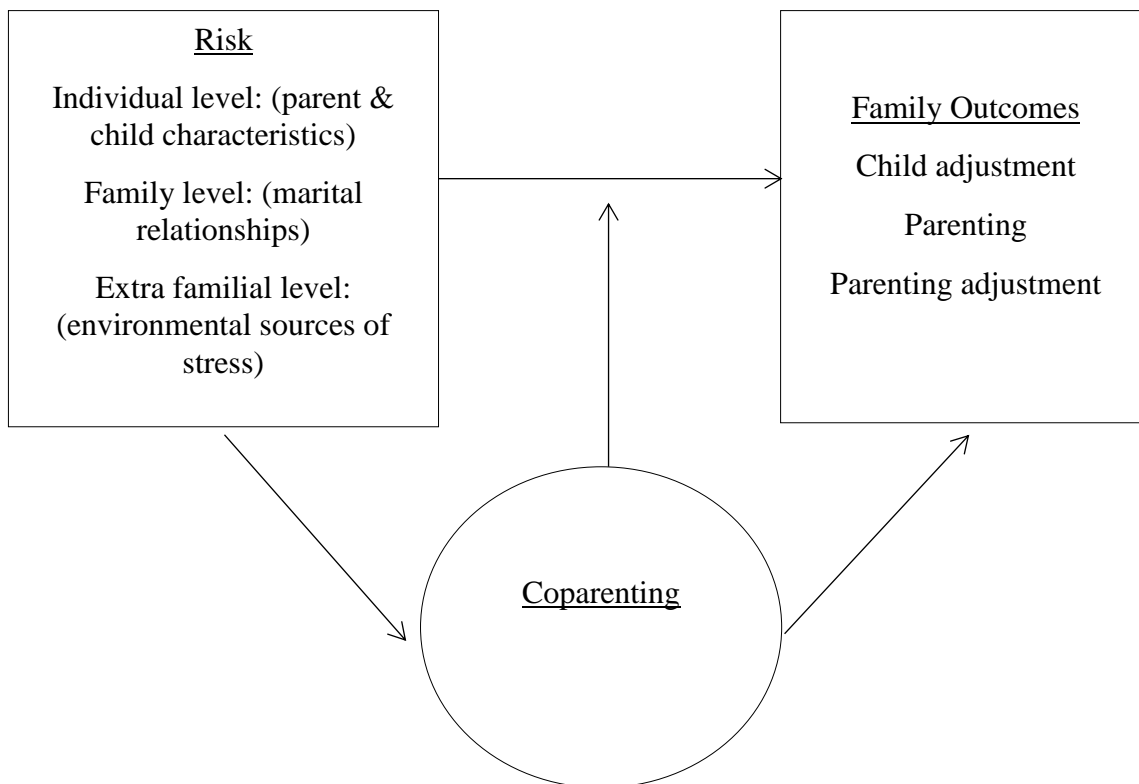 Risk
Individual level: (parent &
child characteristics)
Family level: (marital
relationships)
Extra familial level:
(environmental sources of
stress)
Family Outcomes
Child adjustment
Parenting
Parenting adjustment
Coparenting